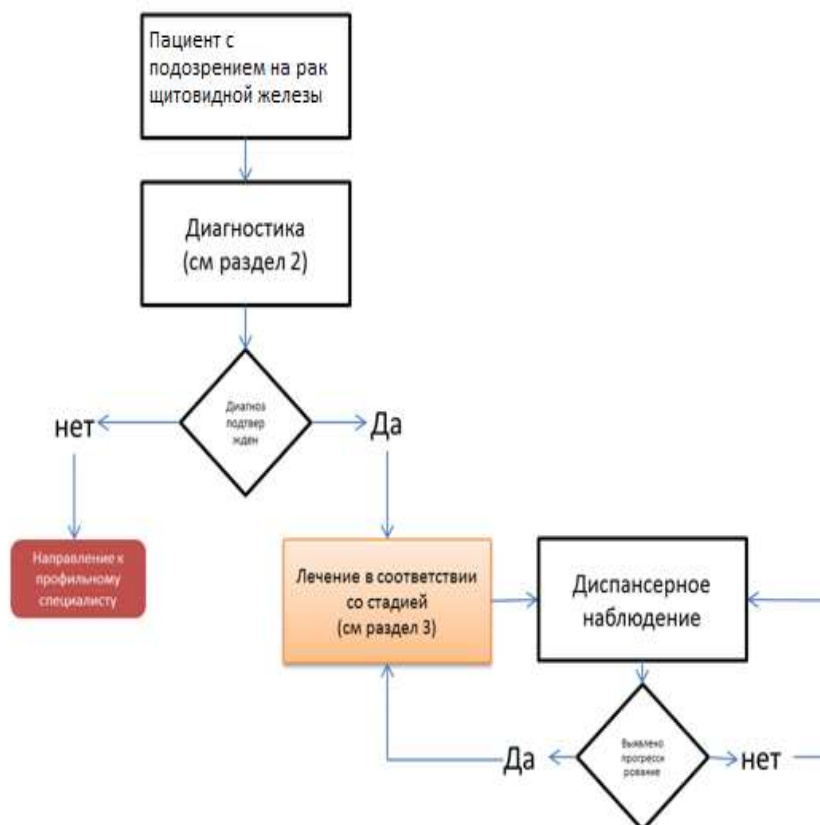 Пациент с
подозрением на рак
щитовидной железы
Диагностика
(см раздел 2)
Диагноз
подтвер
жден
нет
Да
Направление к
профильному
специалисту
Лечение в соответствии
со стадией
(см раздел 3)
Диспансерное
наблюдение
Выявлено
прогресси
рование
Да
нет